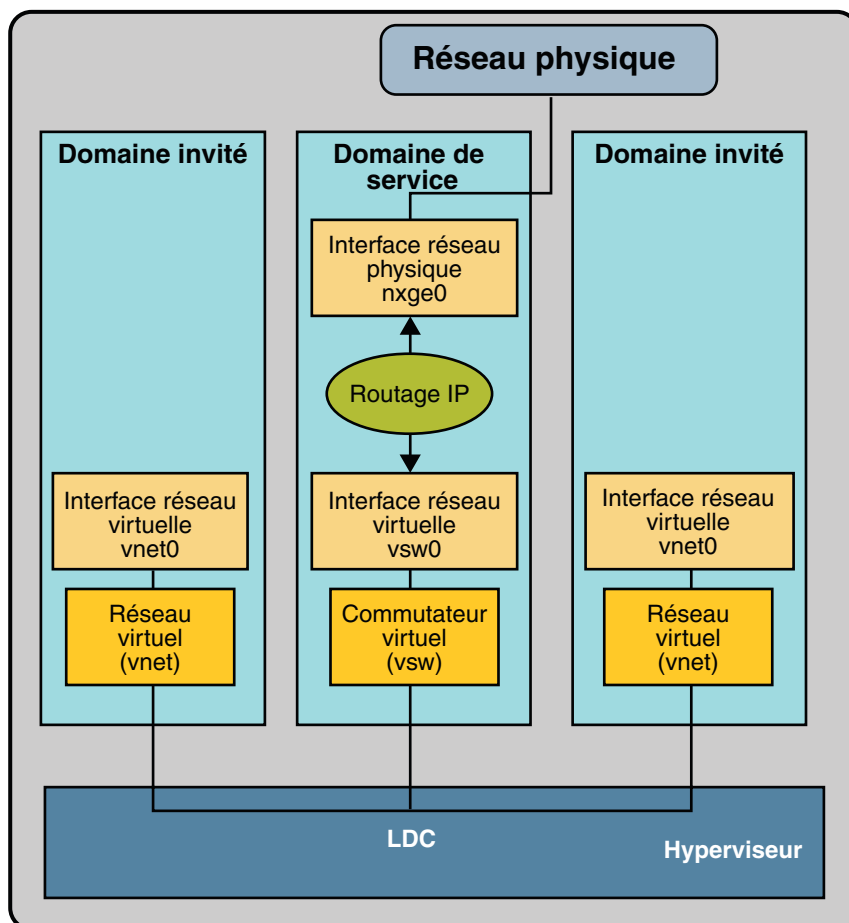 Réseau physique
Domaine invité
Domaine de
service
Domaine invité
Interface réseau
physique
nxge0
Routage IP
Interface réseau
virtuelle
vnet0
Interface réseau
virtuelle
vsw0
Interface réseau
virtuelle
vnet0
Réseau
virtuel
(vnet)
Commutateur
virtuel
(vsw)
Réseau
virtuel
(vnet)
LDC
Hyperviseur